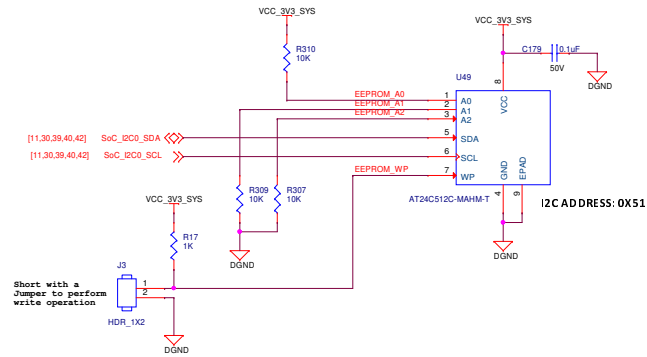 VCC_3V3_SYS
VCC_3V3_SYS
R310
10K
C179
0.1uF
50V
DGND
U49
8
VCC
EEPROM_A0
1
A0
EEPROM_A1
2
A1
EEPROM_A2
3
A2
[11,30,39,40,42]
SoC_I2C0_SDA
5
SDA
[11,30,39,40,42]
SoC_I2C0_SCL
6
SCL
EEPROM_WP
7
WP
GND
EPAD
4
9
AT24C512C-MAHM-T
I2C ADDRESS: 0X51
R309
10K
R307
10K
VCC_3V3_SYS
R17
1K
DGND
DGND
J3
Short with a
Jumper to perform
write operation
1
2
HDR_1X2
DGND